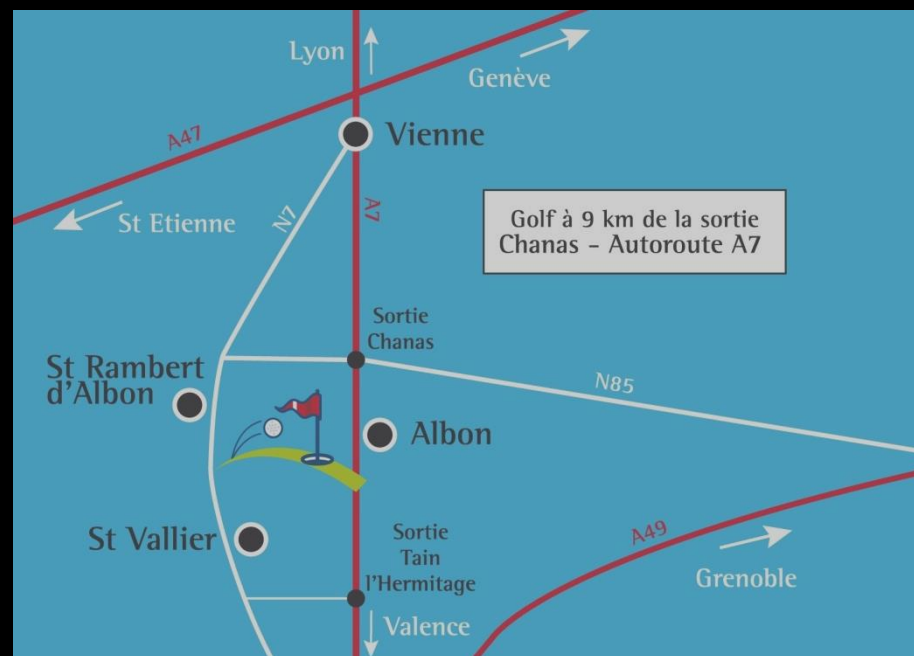 Lyon
Genève
A47
Vienne
St Etienne
N7
A7
Golf à 9 km de la sortie
Chanas - Autoroute A7
Sortie
Chanas
St Rambert
d'Albon
N85
Albon
St Vallier
Sortie
Tain
l'Hermitage
A49
Grenoble
Valence